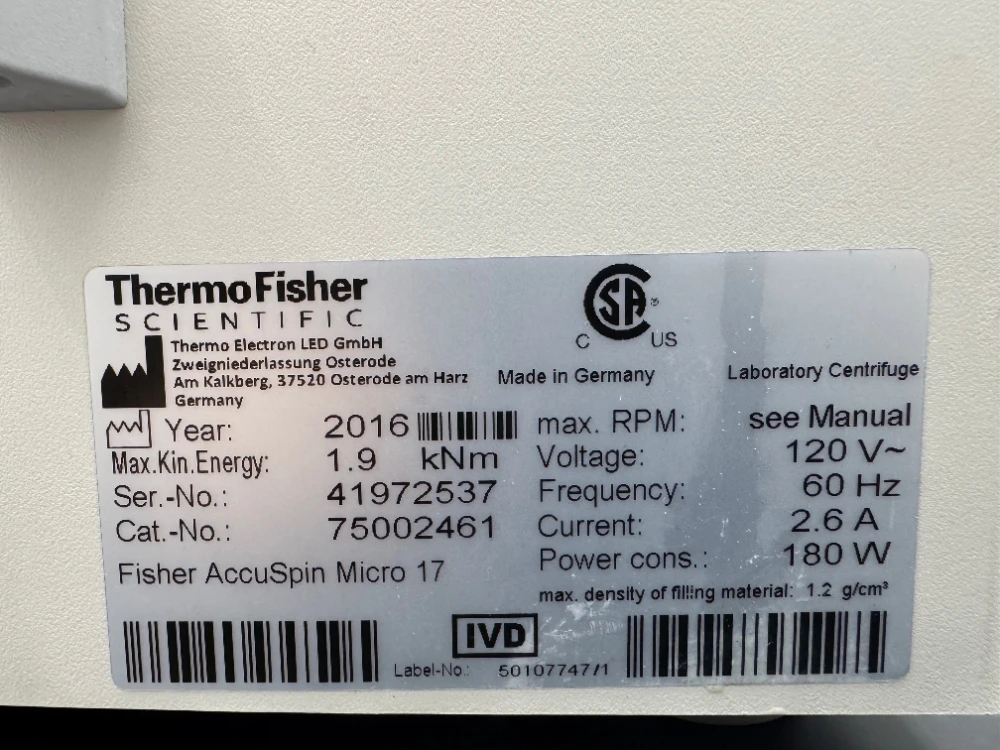 ThermoFisher
SCIENTIFIC
Thermo Electron LED GmbH
Zweigniederlassung Osterode
Am Kalkberg, 37520 Osterode am Harz
Germany
Made in Germany
CSA®
C US
Laboratory Centrifuge
Year: 2016
Max.Kin.Energy: 1.9 kNm
Ser.-No.: 41972537
Cat.-No.: 75002461
Fisher AccuSpin Micro 17
max. RPM: see Manual
Voltage: 120 V~
Frequency: 60 Hz
Current: 2.6 A
Power cons.: 180 W
max. density of filling material: 1.2 g/cm³
IVD
Label-No.: 50107747/1